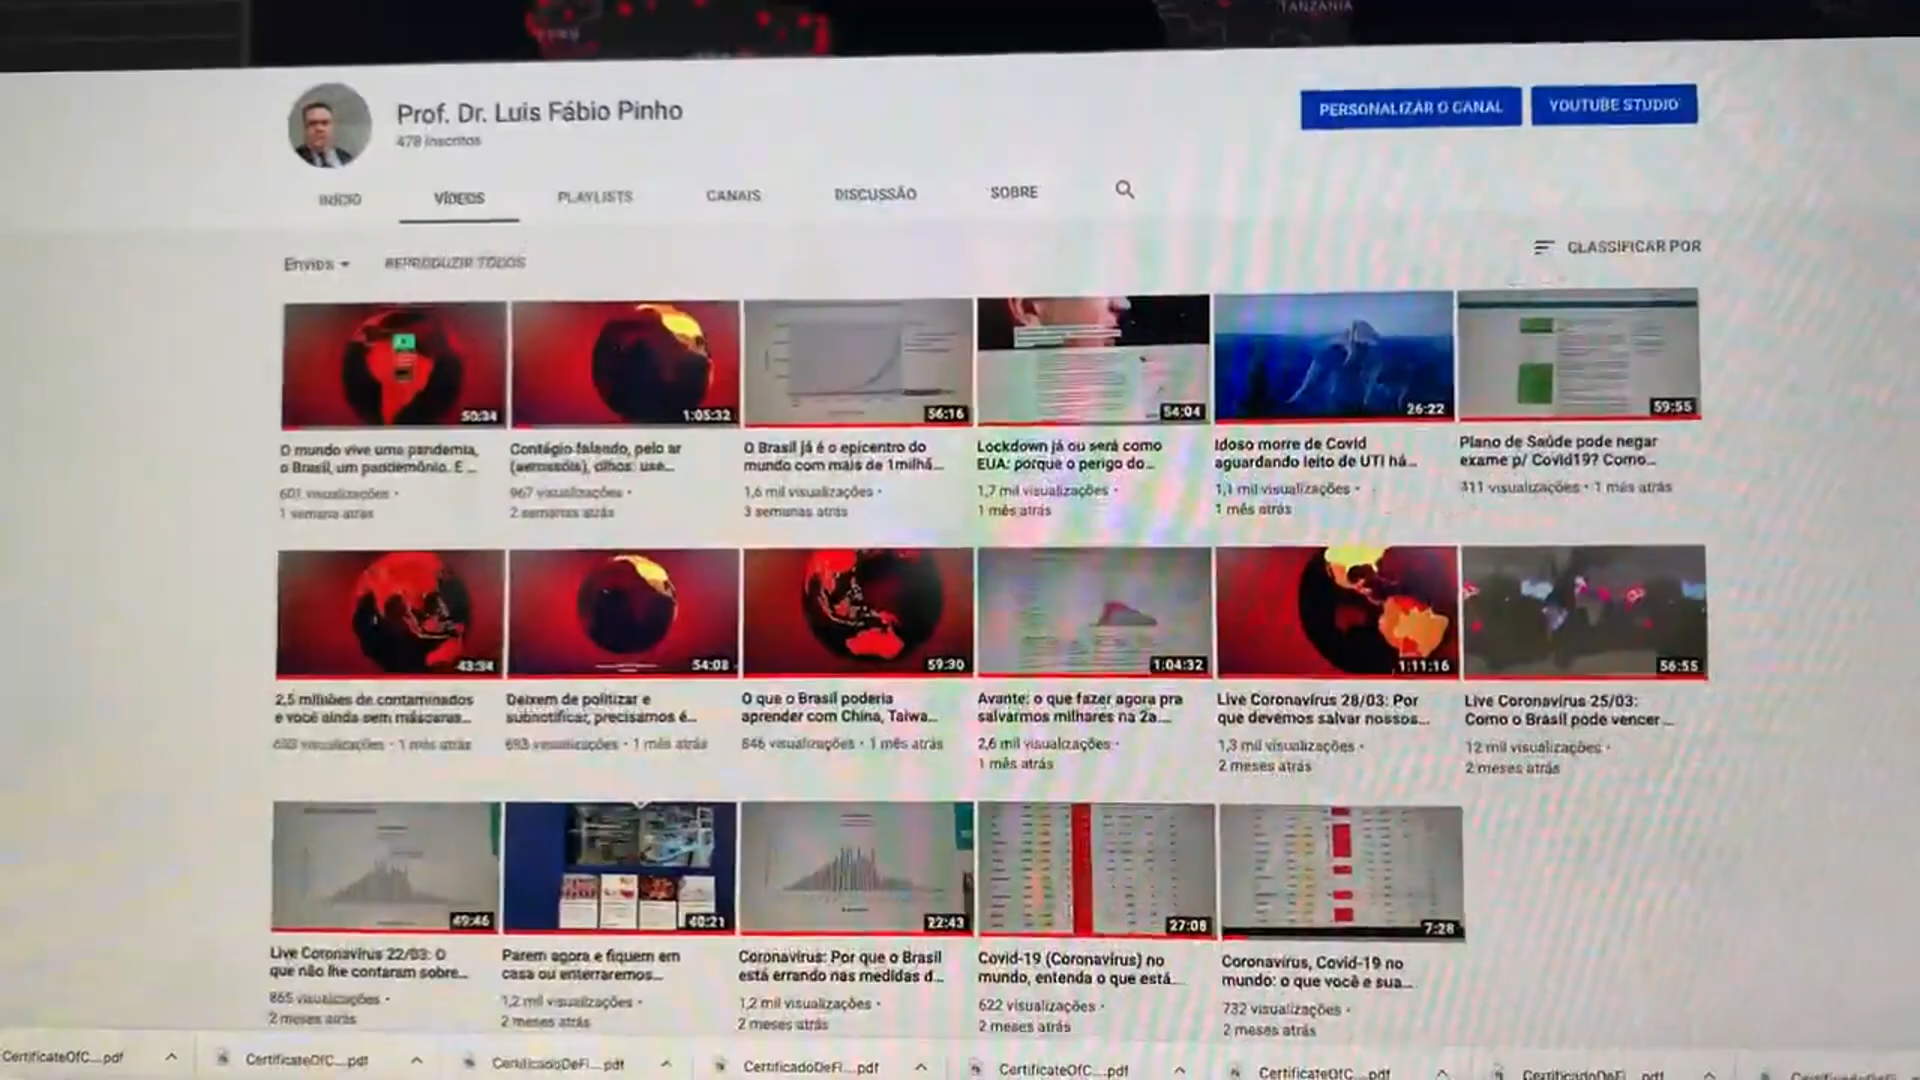 TANZANIA
Prof. Dr. Luis Fábio Pinho
478 inscritos
PERSONALIZAR O CANAL
YOUTUBE STUDIO
INÍCIO
VÍDEOS
PLAYLISTS
CANAIS
DISCUSSÃO
SOBRE
Envios
REPRODUZIR TODOS
CLASSIFICAR POR
50:34
1:05:32
56:16
54:04
26:22
59:55
O mundo vive uma pandemia,
o Brasil, um pandemônio. E ...
601 visualizações •
1 semana atrás
Contágio falando, pelo ar
(aerossóis), olhos: use...
967 visualizações •
2 semanas atrás
O Brasil já é o epicentro do
mundo com mais de 1milhã...
1,6 mil visualizações •
3 semanas atrás
Lockdown já ou será como
EUA: porque o perigo do...
1,7 mil visualizações •
1 mês atrás
Idoso morre de Covid
aguardando leito de UTI há...
1,1 mil visualizações •
1 mês atrás
Plano de Saúde pode negar
exame p/ Covid19? Como...
411 visualizações • 1 mês atrás
43:34
54:08
59:30
1:04:32
1:11:16
56:55
2,5 milhões de contaminados
e você ainda sem máscaras...
visualizações • 1 mês atrás
Deixem de politizar e
subnotificar, precisamos é...
693 visualizações • 1 mês atrás
O que o Brasil poderia
aprender com China, Taiwa...
846 visualizações • 1 mês atrás
Avante: o que fazer agora pra
salvarmos milhares na 2a....
2,6 mil visualizações •
1 mês atrás
Live Coronavírus 28/03: Por
que devemos salvar nossos...
1,3 mil visualizações •
2 meses atrás
Live Coronavírus 25/03:
Como o Brasil pode vencer ...
12 mil visualizações •
2 meses atrás
49:46
40:21
22:43
27:08
7:28
Live Coronavírus 22/03: O
que não lhe contaram sobre...
865 visualizações •
2 meses atrás
Parem agora e fiquem em
casa ou enterraremos...
1,2 mil visualizações •
2 meses atrás
Coronavírus: Por que o Brasil
está errando nas medidas d...
1,2 mil visualizações •
2 meses atrás
Covid-19 (Coronavírus) no
mundo, entenda o que está...
622 visualizações •
2 meses atrás
Coronavírus, Covid-19 no
mundo: o que você e sua...
732 visualizações •
2 meses atrás
CertificateOfC....pdf
CertificateOfC....pdf
CertificadoDeFi....pdf
CertificadoDeFi....pdf
CertificateOfC....pdf
CertificateOfC....pdf
CertificadoDeFi....pdf